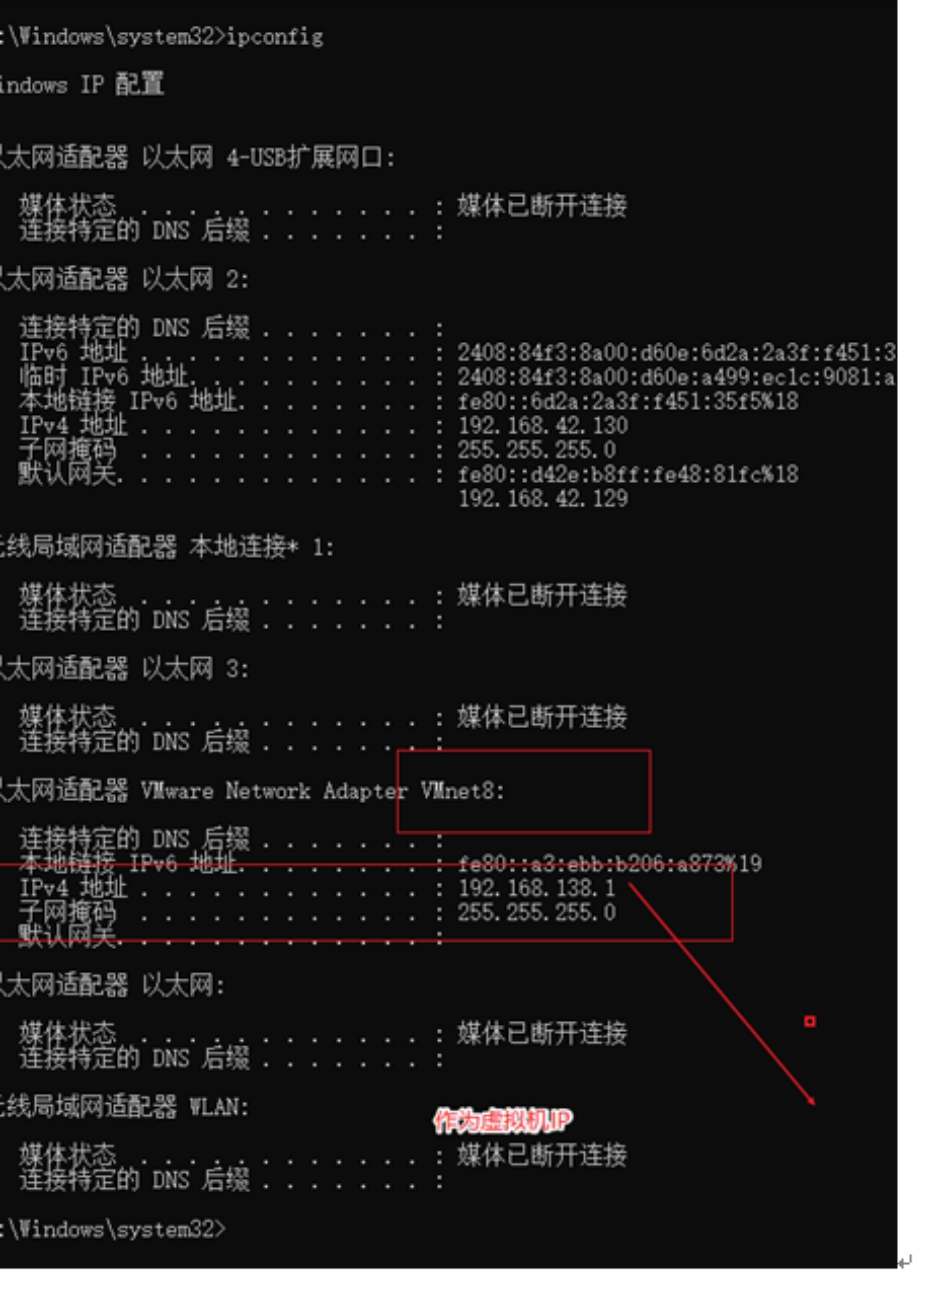 :\Windows\system32>ipconfig
indows IP 配置
以太网适配器 以太网 4-USB扩展网口:
媒体状态 . . . . . . . . . . . . : 媒体已断开连接
连接特定的 DNS 后缀 . . . . . . . :
以太网适配器 以太网 2:
连接特定的 DNS 后缀 . . . . . . . :
IPv6 地址 . . . . . . . . . . . . : 2408:84f3:8a00:d60e:6d2a:2a3f:f451:3
临时 IPv6 地址. . . . . . . . . . : 2408:84f3:8a00:d60e:a499:ec1c:9081:a
本地链接 IPv6 地址. . . . . . . . : fe80::6d2a:2a3f:f451:35f5%18
IPv4 地址 . . . . . . . . . . . . : 192.168.42.130
子网掩码 . . . . . . . . . . . . : 255.255.255.0
默认网关. . . . . . . . . . . . . : fe80::d42e:b8ff:fe48:81fc%18
192.168.42.129
无线局域网适配器 本地连接* 1:
媒体状态 . . . . . . . . . . . . : 媒体已断开连接
连接特定的 DNS 后缀 . . . . . . . :
以太网适配器 以太网 3:
媒体状态 . . . . . . . . . . . . : 媒体已断开连接
连接特定的 DNS 后缀 . . . . . . . :
以太网适配器 VMware Network Adapter VMnet8:
连接特定的 DNS 后缀 . . . . . . . :
本地链接 IPv6 地址. . . . . . . . : fe80::a3:ebb:b206:a873%19
IPv4 地址 . . . . . . . . . . . . : 192.168.138.1
子网掩码 . . . . . . . . . . . . : 255.255.255.0
默认网关. . . . . . . . . . . . . :
以太网适配器 以太网:
媒体状态 . . . . . . . . . . . . : 媒体已断开连接
连接特定的 DNS 后缀 . . . . . . . :
无线局域网适配器 WLAN:
作为虚拟机IP
媒体状态 . . . . . . . . . . . . : 媒体已断开连接
连接特定的 DNS 后缀 . . . . . . . :
:\Windows\system32>